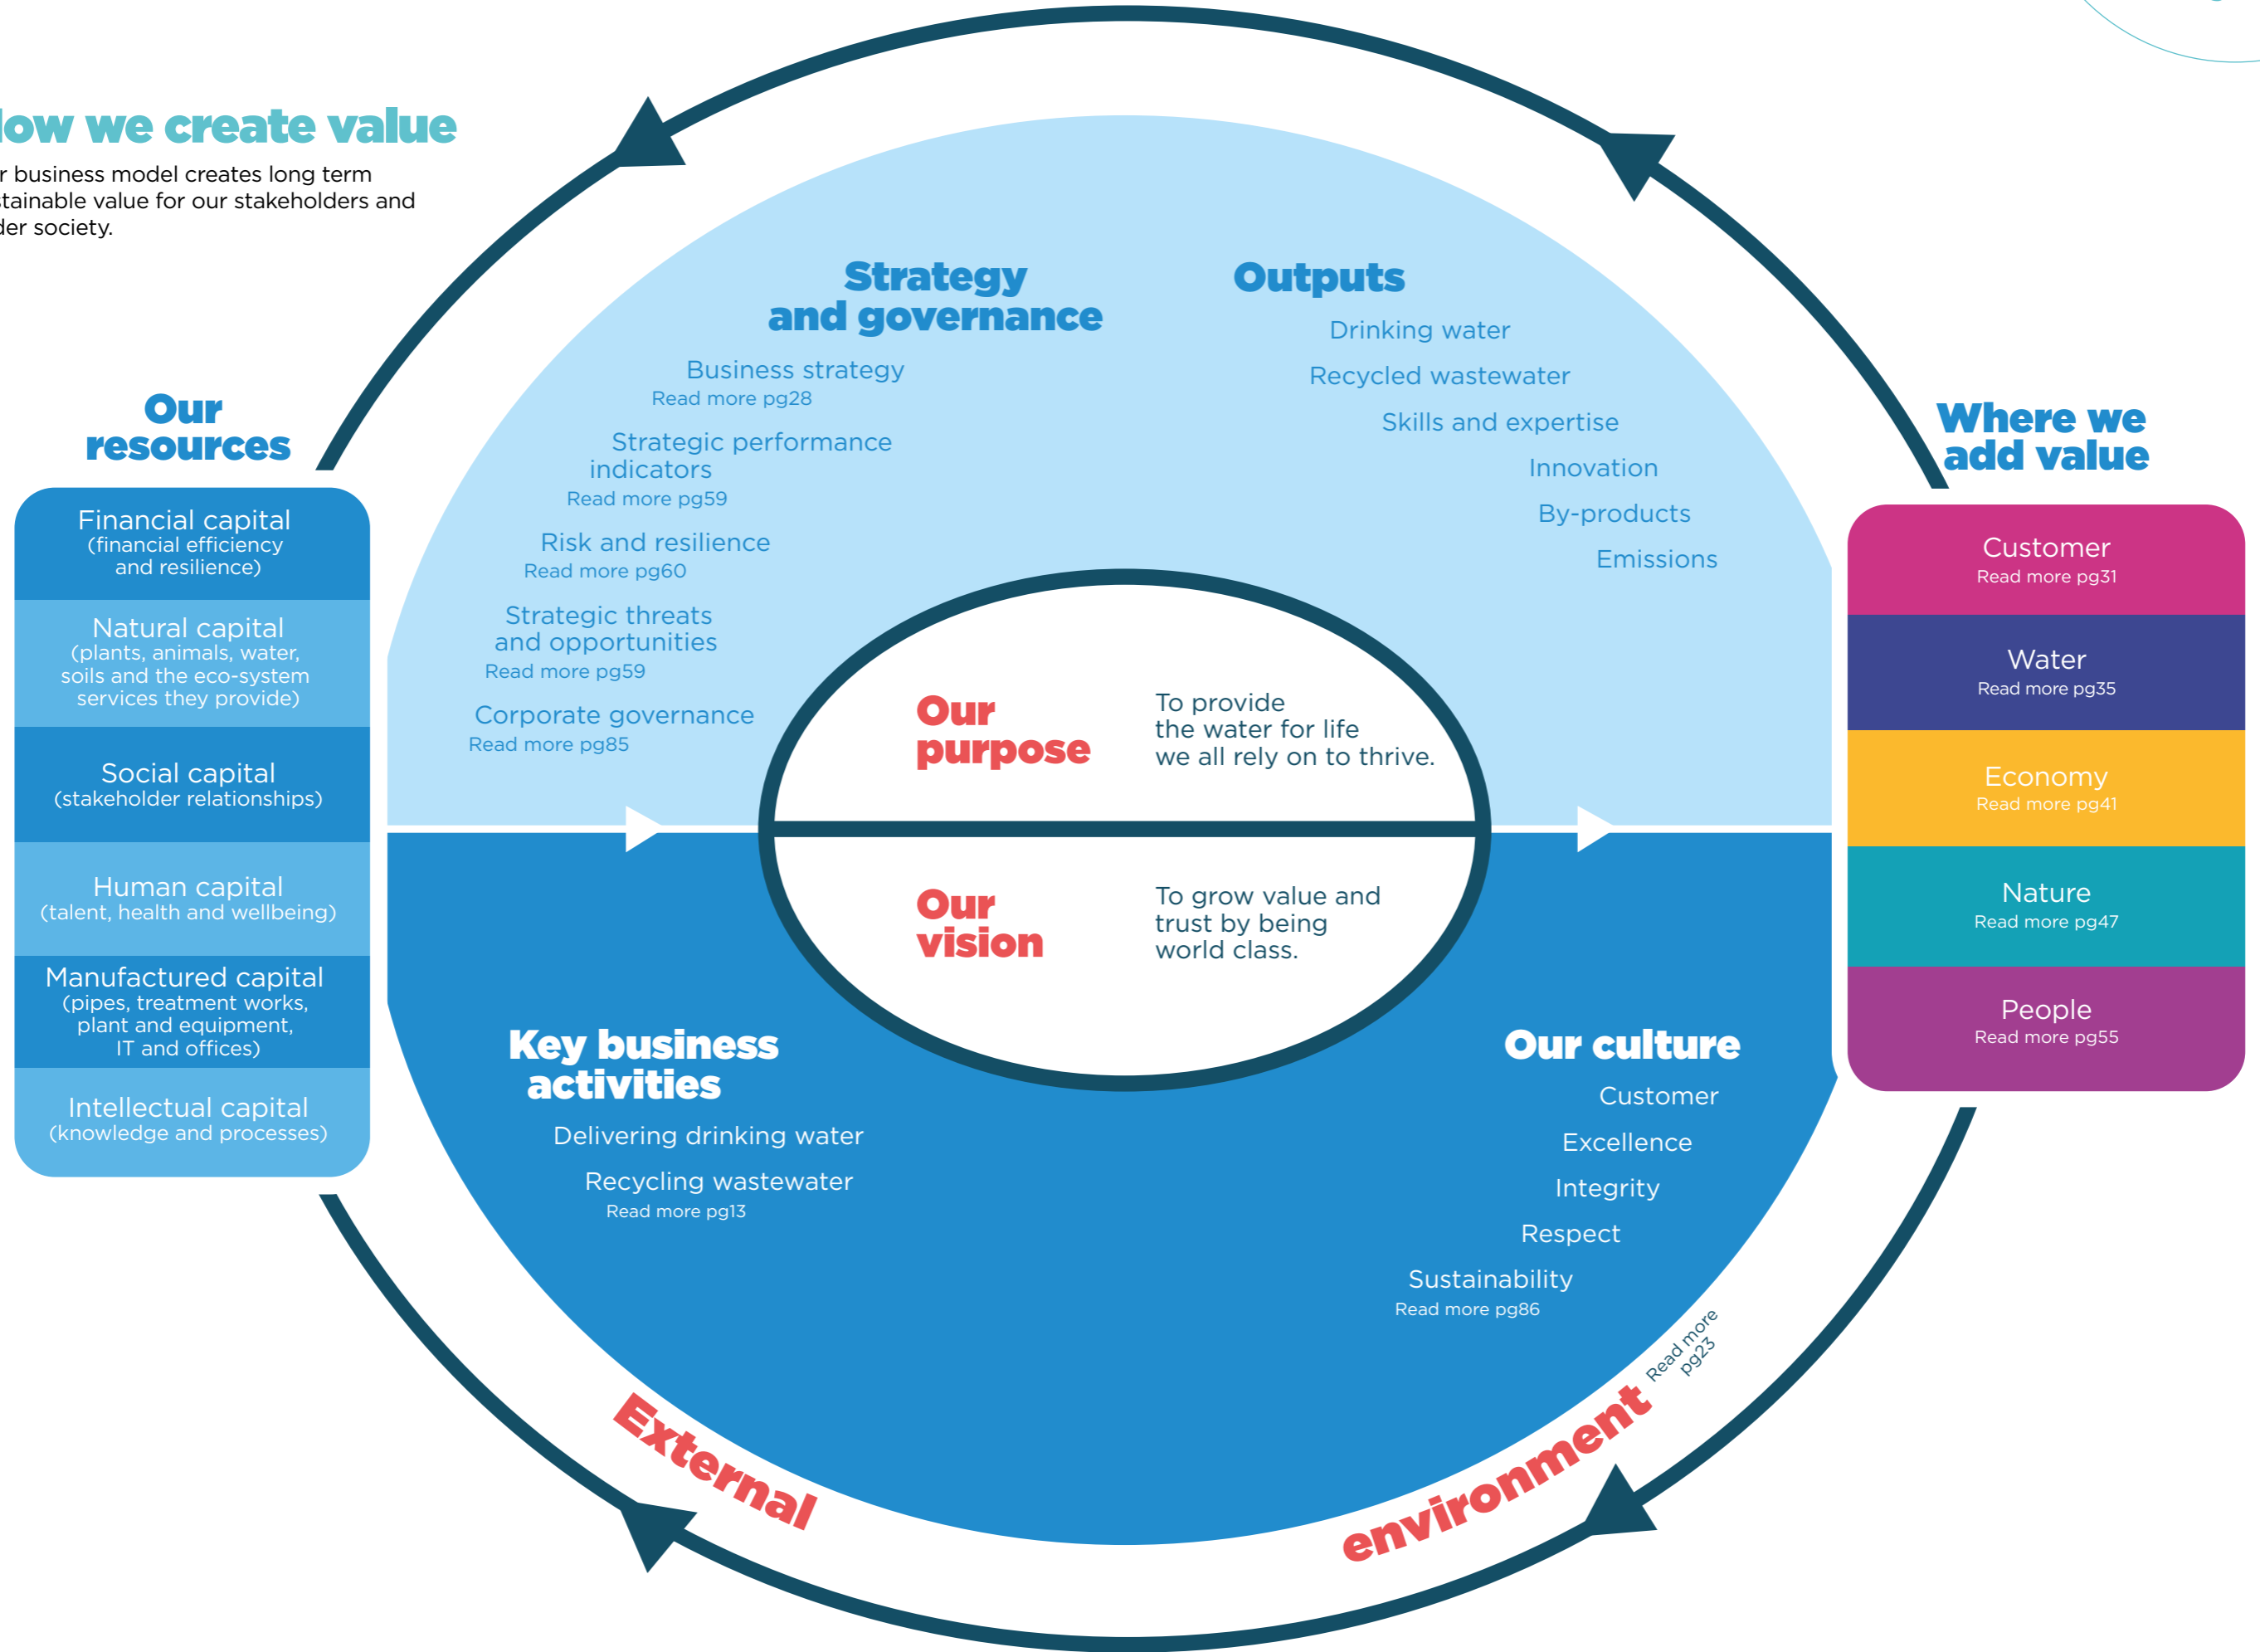 How we create value
Our business model creates long term
sustainable value for our stakeholders and
wider society.
Our
resources
Financial capital
(financial efficiency
and resilience)
Natural capital
(plants, animals, water,
soils and the eco-system
services they provide)
Social capital
(stakeholder relationships)
Human capital
(talent, health and wellbeing)
Manufactured capital
(pipes, treatment works,
plant and equipment,
IT and offices)
Intellectual capital
(knowledge and processes)
Strategy
and governance
Business strategy
Read more pg28
Strategic performance
indicators
Read more pg59
Risk and resilience
Read more pg60
Strategic threats
and opportunities
Read more pg59
Corporate governance
Read more pg85
Outputs
Drinking water
Recycled wastewater
Skills and expertise
Innovation
By-products
Emissions
Our
purpose
To provide
the water for life
we all rely on to thrive.
Our
vision
To grow value and
trust by being
world class.
Key business
activities
Delivering drinking water
Recycling wastewater
Read more pg13
Our culture
Customer
Excellence
Integrity
Respect
Sustainability
Read more pg86
External environment
Read more
pg23
Where we
add value
Customer
Read more pg31
Water
Read more pg35
Economy
Read more pg41
Nature
Read more pg47
People
Read more pg55